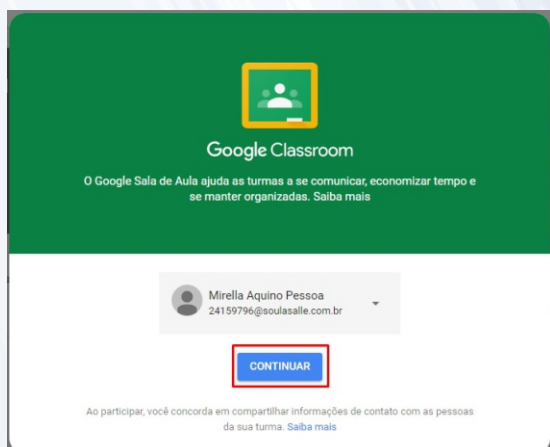 Google Classroom
O Google Sala de Aula ajuda as turmas a se comunicar, economizar tempo e
se manter organizadas. Saiba mais
Mirella Aquino Pessoa
24159796@soulasalle.com.br
CONTINUAR
Ao participar, você concorda em compartilhar informações de contato com as pessoas
da sua turma. Saiba mais